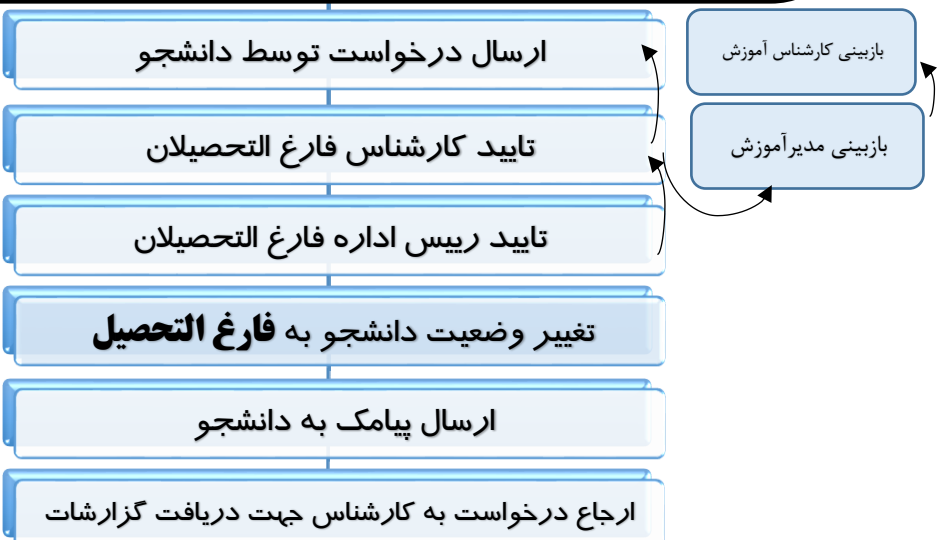 ارسال درخواست توسط دانشجو
بازبینی کارشناس آموزش
تایید کارشناس فارغ التحصیلان
بازبینی مدیرآموزش
تایید رییس اداره فارغ التحصیلان
تغییر وضعیت دانشجو به فارغ التحصیل
ارسال پیامک به دانشجو
ارجاع درخواست به کارشناس جهت دریافت گزارشات